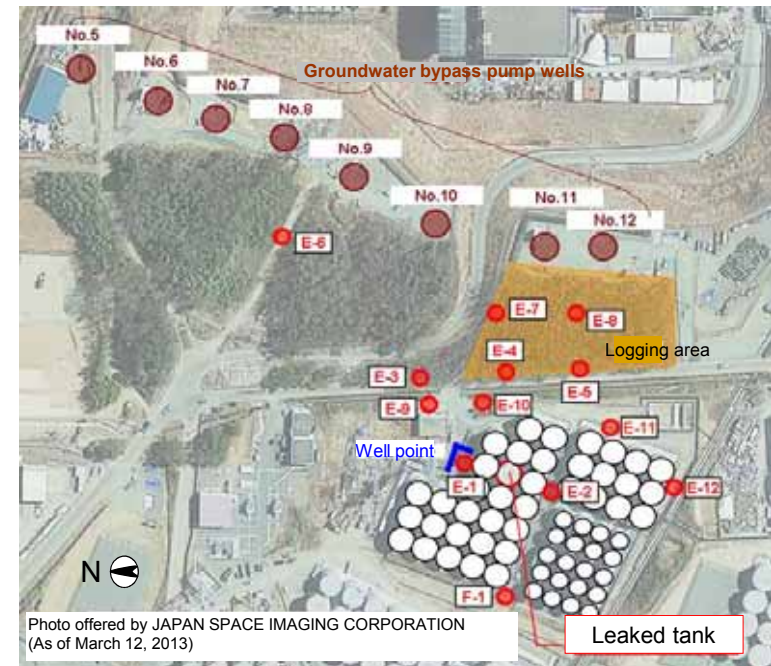 No.5
No.6
No.7
No.8
No.9
No.10
No.11
No.12
Groundwater bypass pump wells
E-6
E-7
E-8
Logging area
E-4
E-5
E-3
E-9
E-10
E-11
Well point
E-1
E-2
E-12
F-1
N
Photo offered by JAPAN SPACE IMAGING CORPORATION
(As of March 12, 2013)
Leaked tank